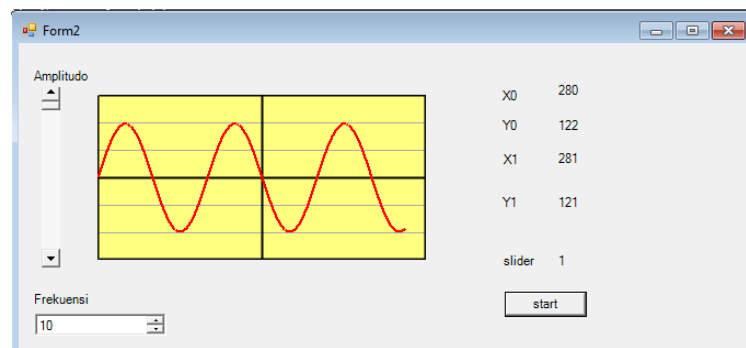 Form2
Amplitudo
X0 280
Y0 122
X1 281
Y1 121
slider 1
Frekuensi
10
start